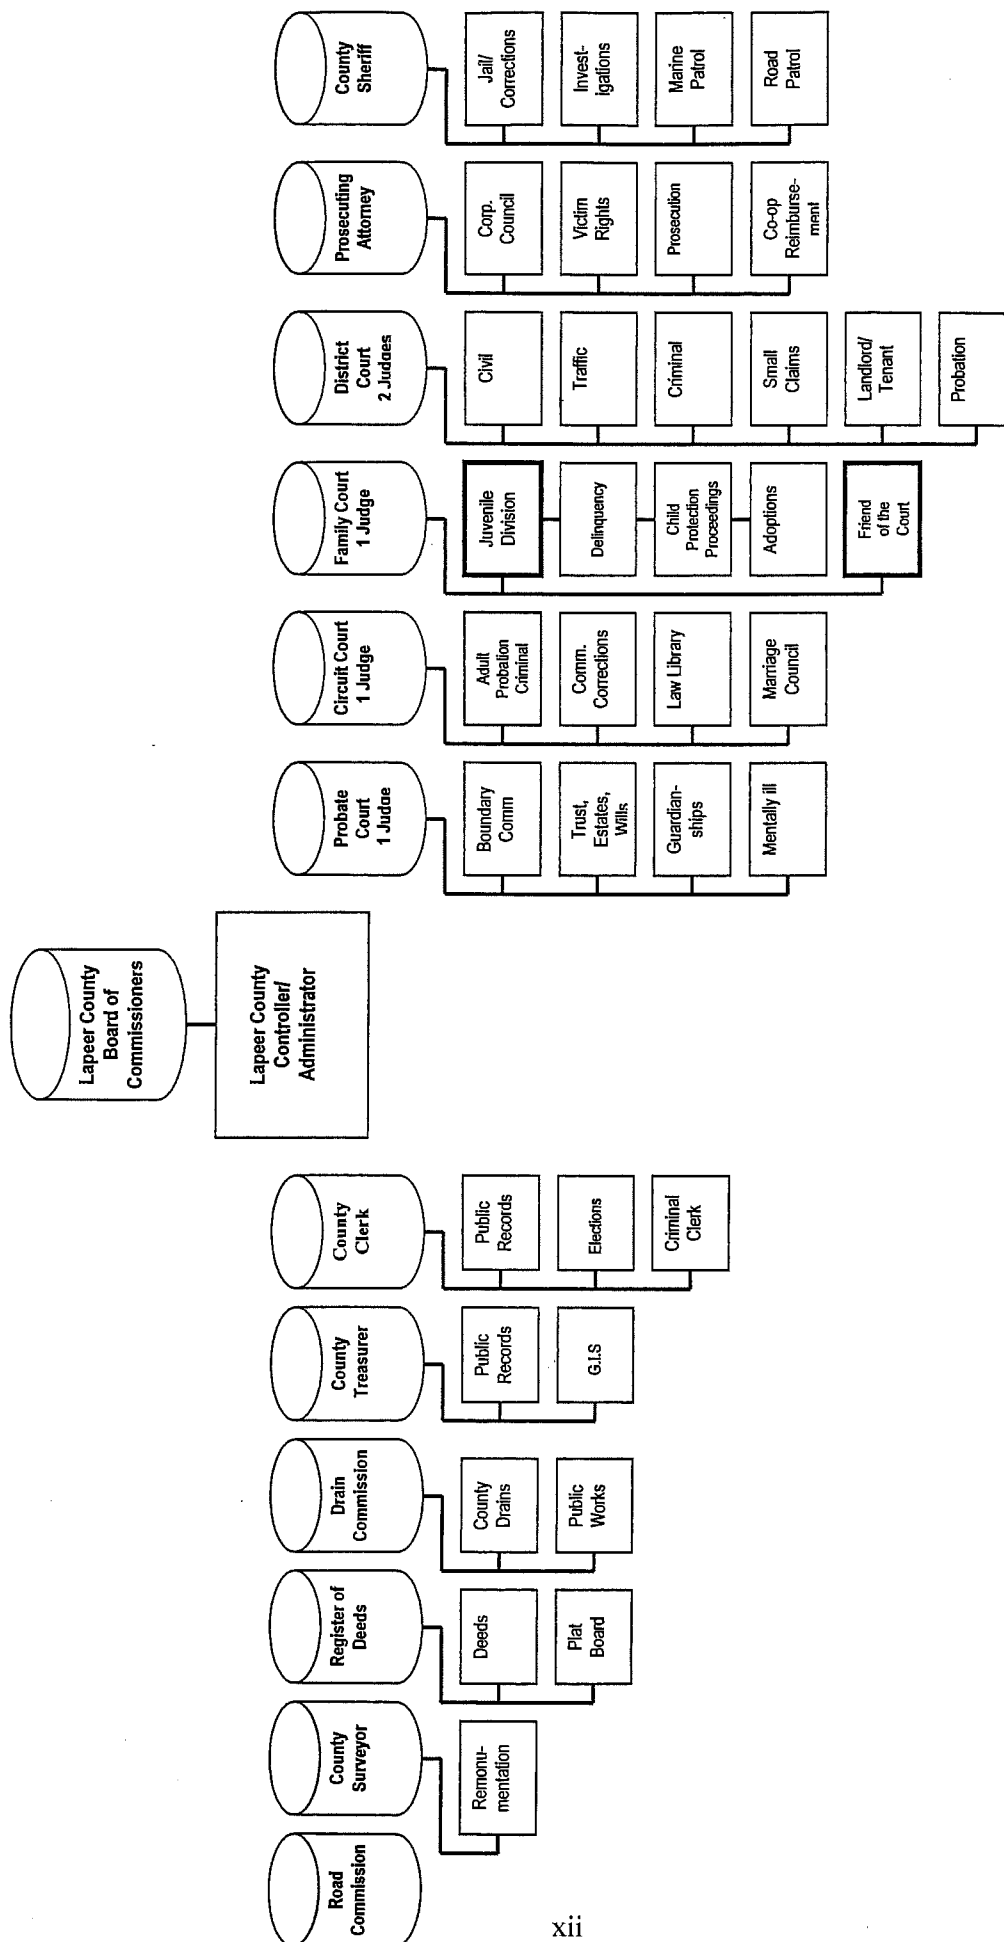 Lapeer County
Board of
Commissioners
Lapeer County
Controller/
Administrator
Road
Commission
County
Surveyor
Remonu-
mentation
Register of
Deeds
Deeds
Plat
Board
Drain
Commission
County
Drains
Public
Works
County
Treasurer
Public
Records
G.I.S
County
Clerk
Public
Records
Elections
Criminal
Clerk
Probate
Court
1 Judge
Boundary
Comm
Trust,
Estates,
Wills
Guardian-
ships
Mentally ill
Circuit Court
1 Judge
Adult
Probation
Criminal
Comm.
Corrections
Law Library
Marriage
Council
Family Court
1 Judge
Juvenile
Division
Delinquency
Child
Protection
Proceedings
Adoptions
Friend
of the
Court
District
Court
2 Judges
Civil
Traffic
Criminal
Small
Claims
Landlord/
Tenant
Probation
Prosecuting
Attorney
Corp.
Council
Victim
Rights
Prosecution
Co-op
Reimburse-
ment
County
Sheriff
Jail/
Corrections
Invest-
igations
Marine
Patrol
Road
Patrol
xii